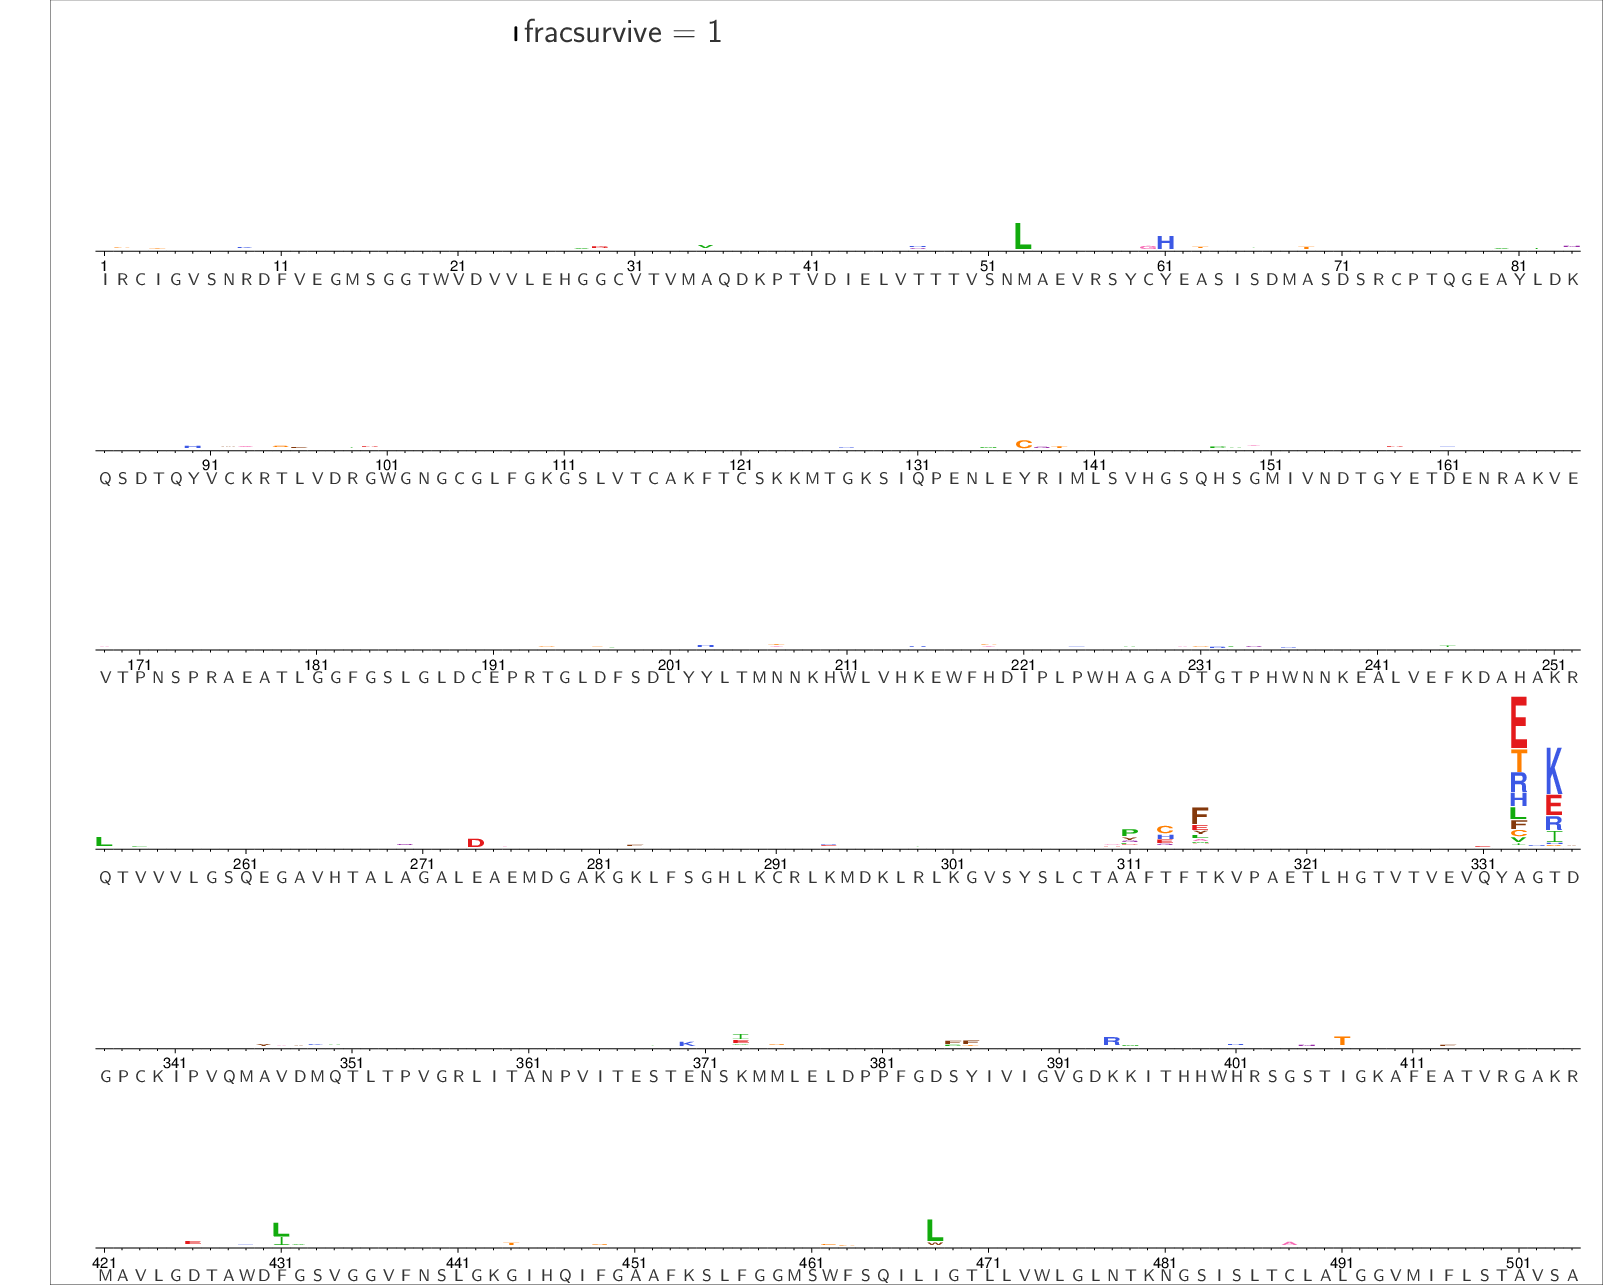 fracsurvive = 1
L H
1 11 21 31 41 51 61 71 81
I R C I G V S N R D F V E G M S G G T W V D V V L E H G G C V T V M A Q D K P T V D I E L V T T T V S N M A E V R S Y C Y E A S I S D M A S D S R C P T Q G E A Y L D K
C
91 101 111 121 131 141 151 161
Q S D T Q Y V C K R T L V D R G W G N G C G L F G K G S L V T C A K F T C S K K M T G K S I Q P E N L E Y R I M L S V H G S Q H S G M I V N D T G Y E T D E N R A K V E
171 181 191 201 211 221 231 241 251
V T P N S P R A E A T L G G F G S L G L D C E P R T G L D F S D L Y Y L T M N N K H W L V H K E W F H D I P L P W H A G A D T G T P H W N N K E A L V E F K D A H A K R
E
T K
R
H E
L F R
F C
L D P C H
261 271 281 291 301 311 321 331
Q T V V V L G S Q E G A V H T A L A G A L E A E M D G A K G K L F S G H L K C R L K M D K L R L K G V S Y S L C T A A F T F T K V P A E T L H G T V T V E V Q Y A G T D
K I E R T
341 351 361 371 381 391 401 411
G P C K I P V Q M A V D M Q T L T P V G R L I T A N P V I T E S T E N S K M M L E L D P P F G D S Y I V I G V G D K K I T H H W H R S G S T I G K A F E A T V R G A K R
L L
E I A
421 431 441 451 461 471 481 491 501
M A V L G D T A W D F G S V G G V F N S L G K G I H Q I F G A A F K S L F G G M S W F S Q I L I G T L L V W L G L N T K N G S I S L T C L A L G G V M I F L S T A V S A